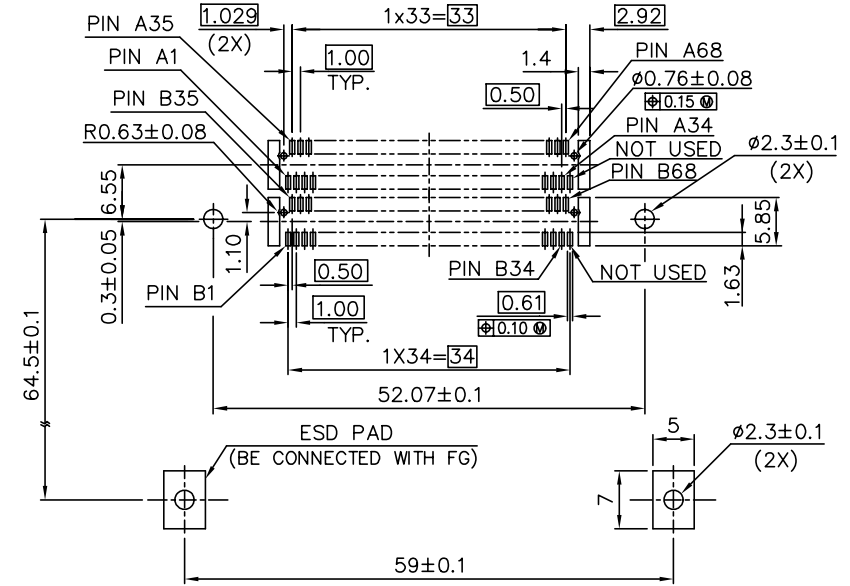 PIN A35
1.029
(2X)
1x33=33
2.92
PIN A1
1.00
TYP.
1.4
PIN A68
0.50
⌀0.76±0.08
⌖ 0.15 Ⓜ
PIN B35
R0.63±0.08
PIN A34
NOT USED
PIN B68
⌀2.3±0.1
(2X)
6.55
0.3±0.05
1.10
5.85
1.63
PIN B1
0.50
1.00
TYP.
PIN B34
NOT USED
0.61
⌖ 0.10 Ⓜ
1X34=34
64.5±0.1
52.07±0.1
ESD PAD
(BE CONNECTED WITH FG)
5
7
⌀2.3±0.1
(2X)
59±0.1